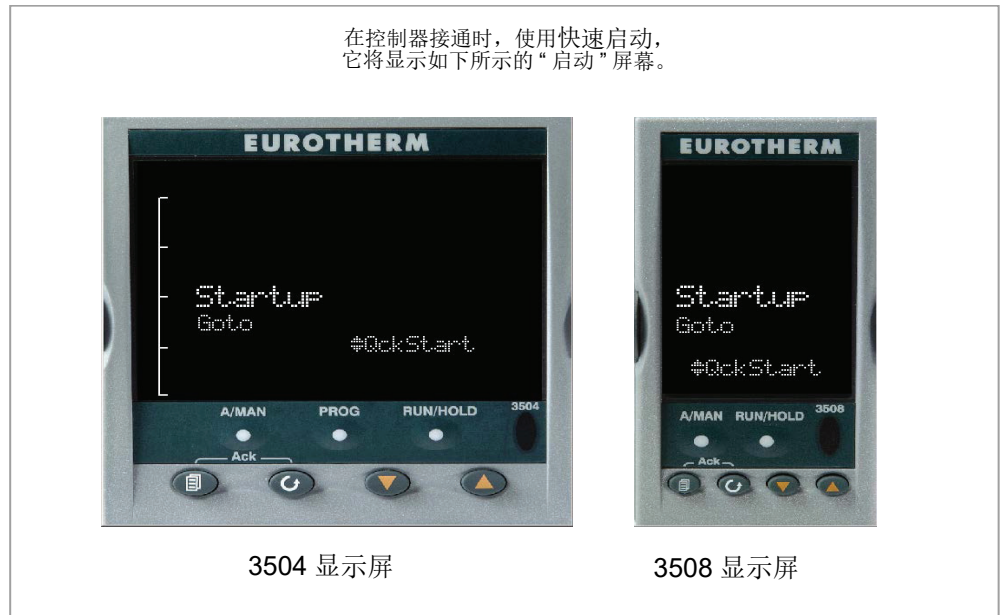 在控制器接通时，使用快速启动，
它将显示如下所示的“启动”屏幕。
EUROTHERM
Startup
Goto
≑QckStart
A/MAN PROG RUN/HOLD 3504
Ack
EUROTHERM
Startup
Goto
≑QckStart
A/MAN RUN/HOLD 3508
Ack
3504 显示屏
3508 显示屏